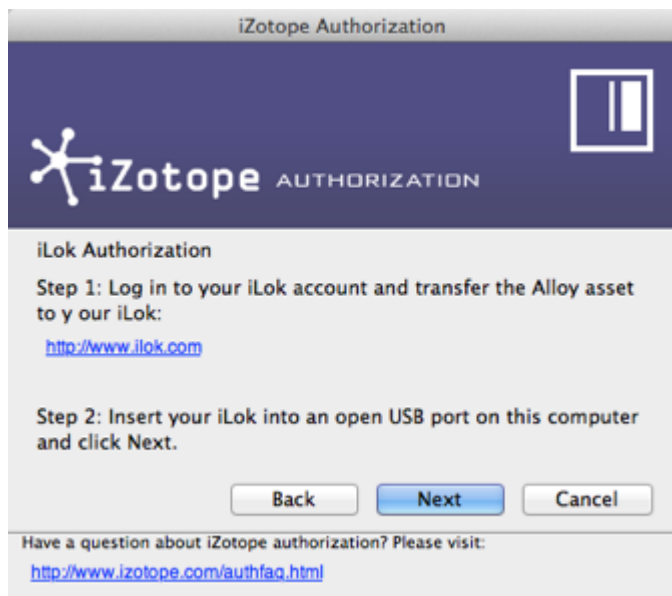 iZotope Authorization
iZotope AUTHORIZATION
iLok Authorization
Step 1: Log in to your iLok account and transfer the Alloy asset
to y our iLok:
http://www.ilok.com
Step 2: Insert your iLok into an open USB port on this computer
and click Next.
Back Next Cancel
Have a question about iZotope authorization? Please visit:
http://www.izotope.com/authfaq.html